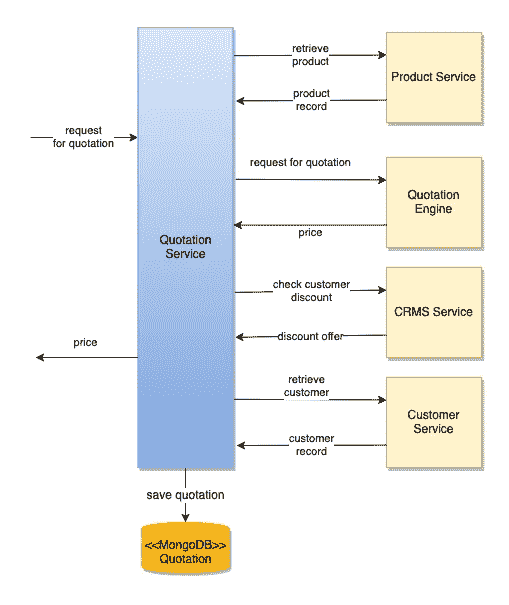 retrieve
product
Product Service
product
record
request
for quotation
request for quotation
Quotation
Engine
price
Quotation
Service
check customer
discount
CRMS Service
discount offer
price
retrieve
customer
Customer
Service
customer
record
save quotation
<<MongoDB>>
Quotation